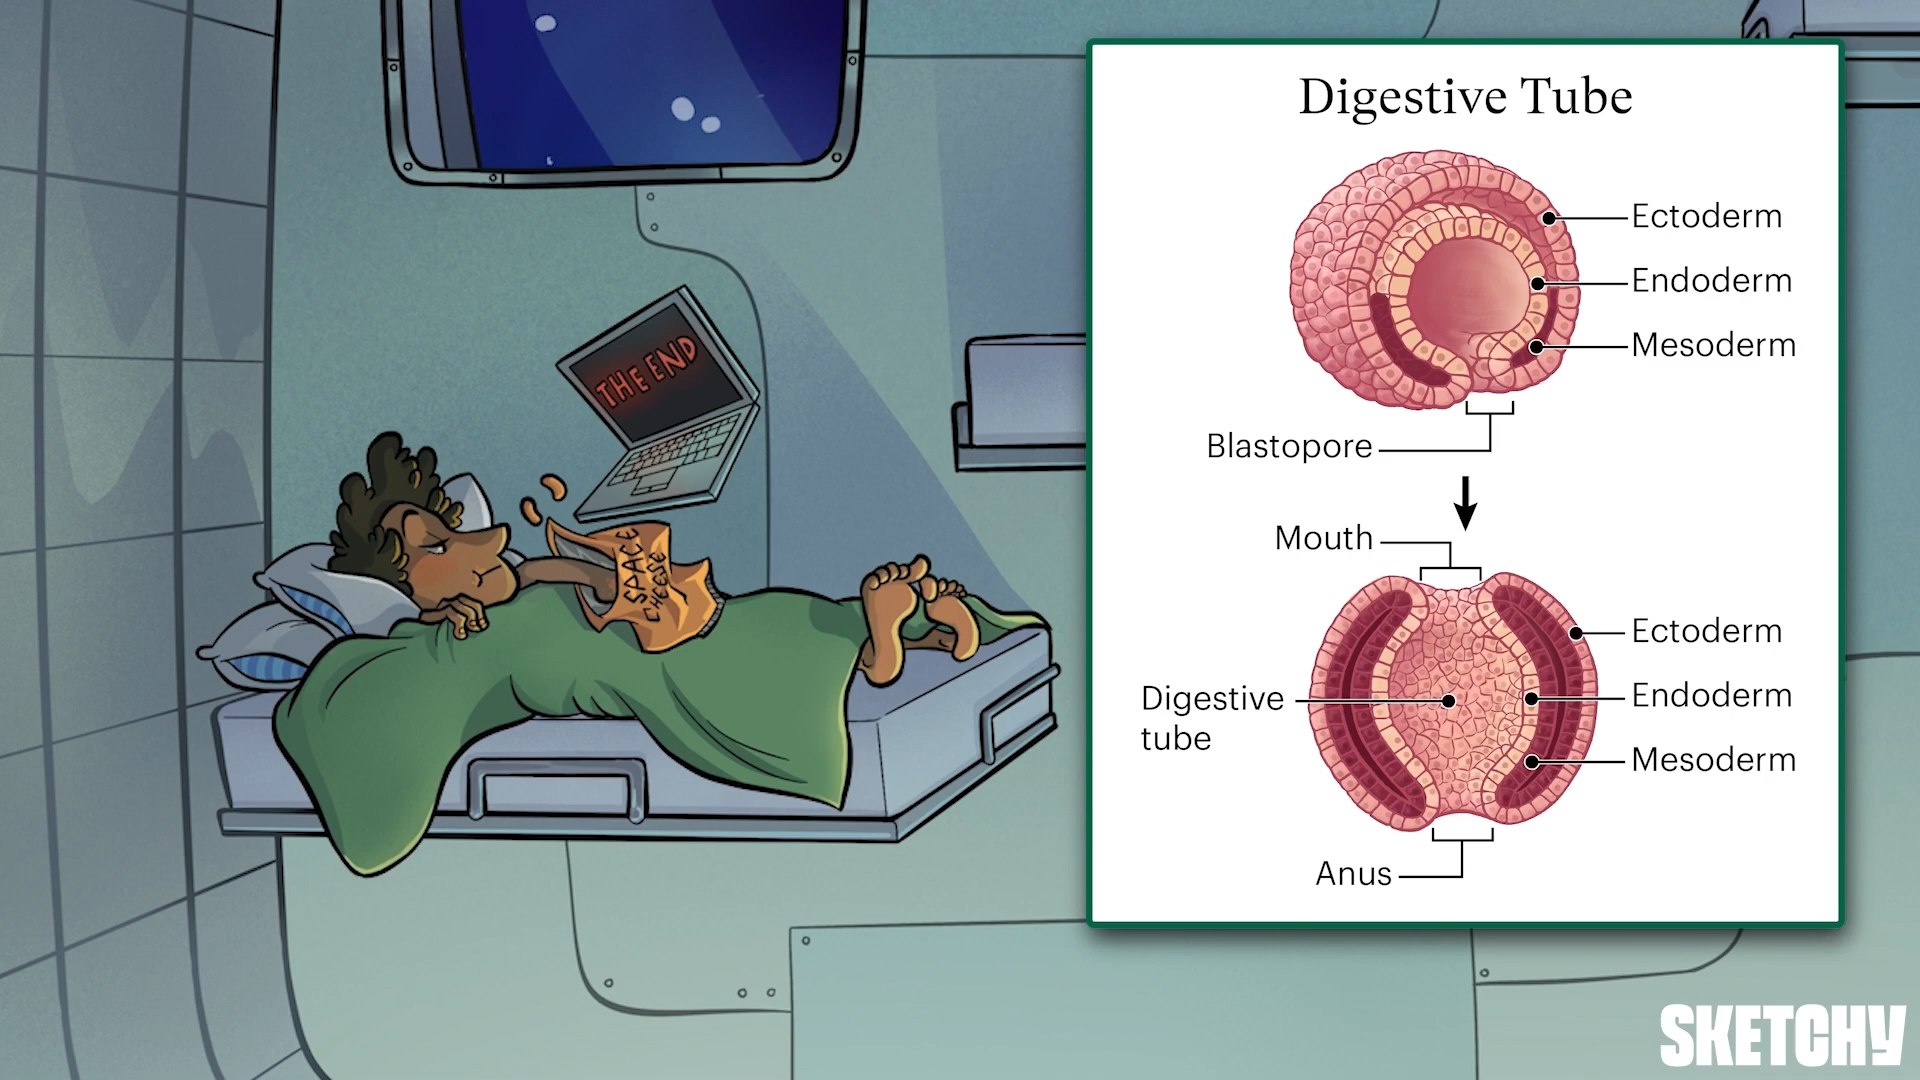 THE END
SPACE
CHEESE
Digestive Tube
Ectoderm
Endoderm
Mesoderm
Blastopore
Mouth
Ectoderm
Digestive
tube
Endoderm
Mesoderm
Anus
SKETCHY